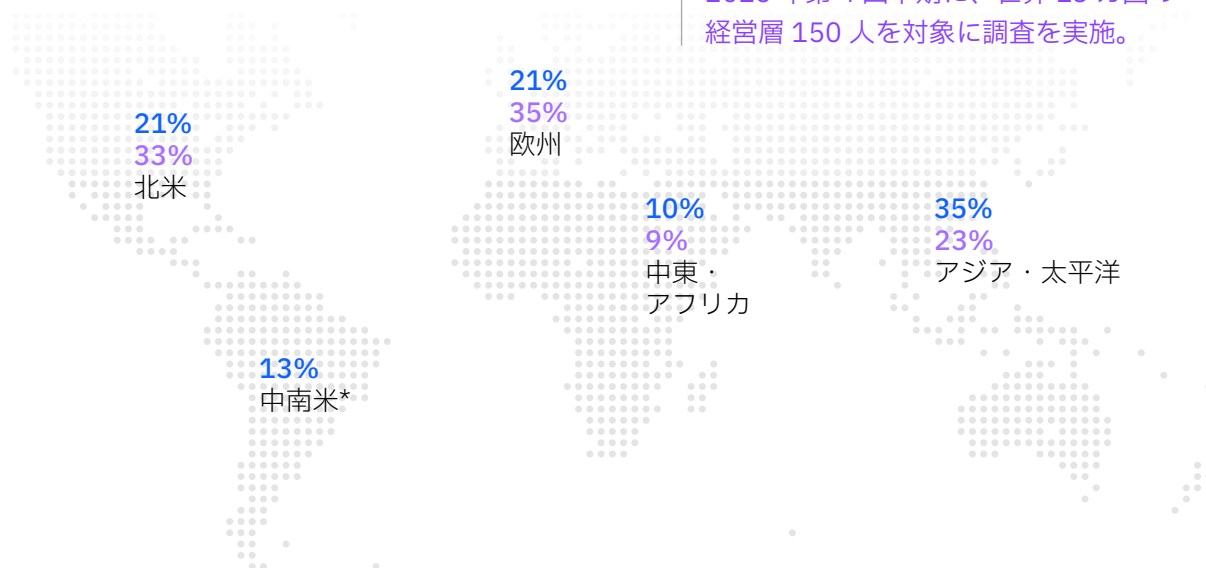 経営層 150 人を対象に調査を実施。
21%
35%
欧州
21%
33%
北米
10%
9%
中東・
アフリカ
35%
23%
アジア・太平洋
13%
中南米*